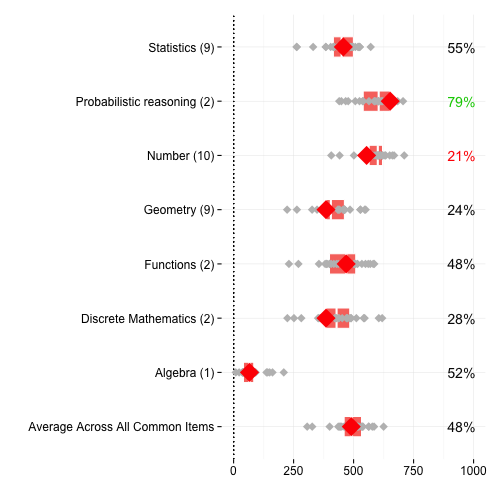 Statistics (9) 55%
Probabilistic reasoning (2) 79%
Number (10) 21%
Geometry (9) 24%
Functions (2) 48%
Discrete Mathematics (2) 28%
Algebra (1) 52%
Average Across All Common Items 48%
0 250 500 750 1000